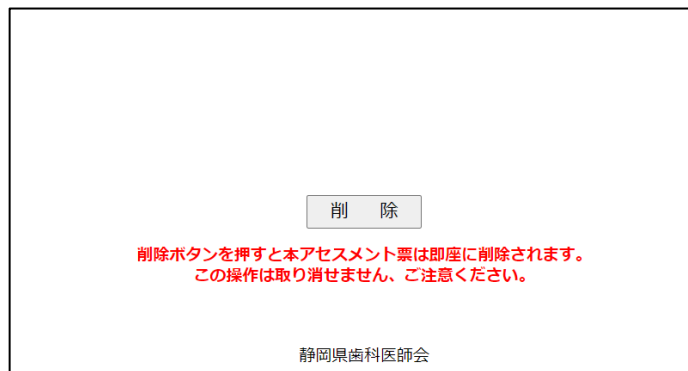 削　除
削除ボタンを押すと本アセスメント票は即座に削除されます。
この操作は取り消せません、ご注意ください。
静岡県歯科医師会